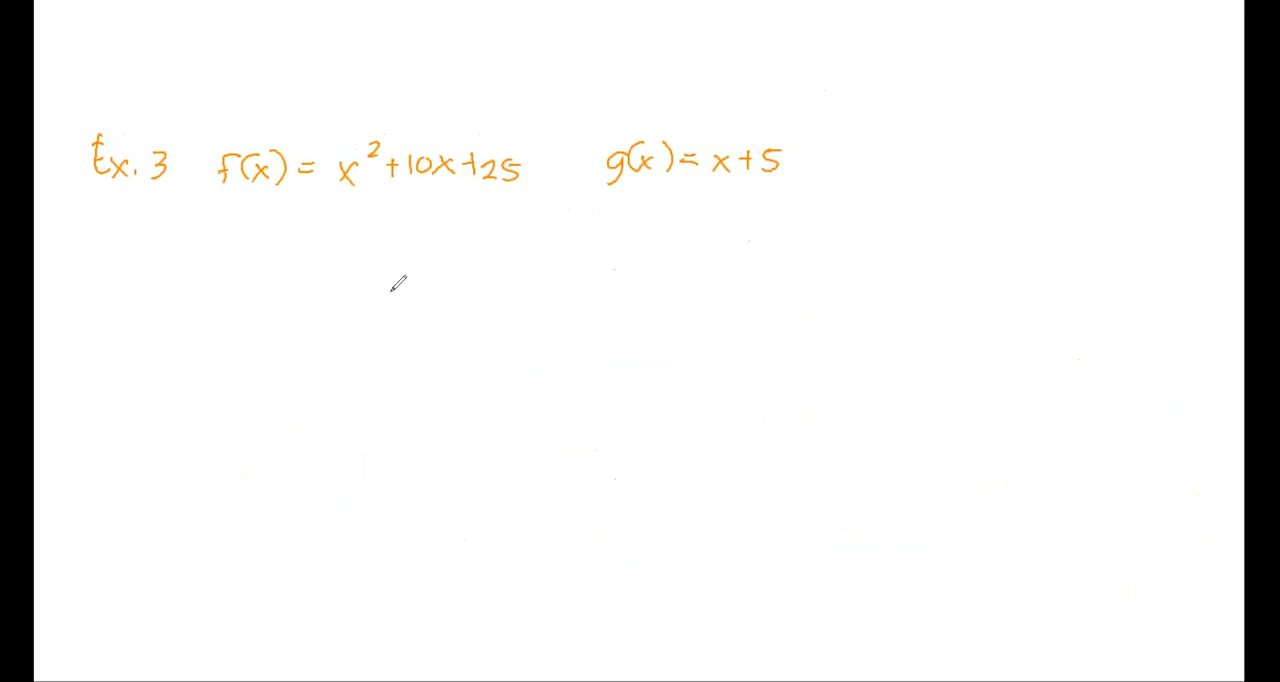 Ex. 3 f(x) = x²+10x+25 g(x) = x+5